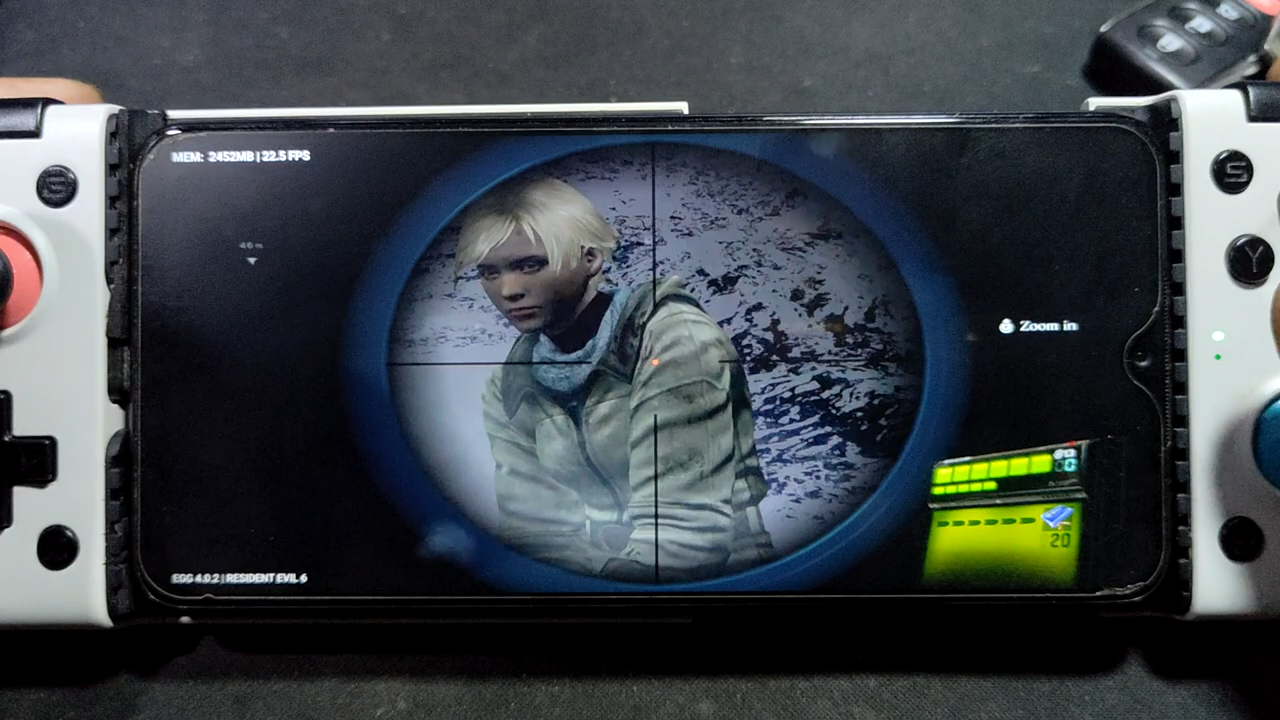 MEM: 2452MB | 22.5 FPS
S
S
46m
Y
Zoom in
20
EGG 4.0.2 | RESIDENT EVIL 6